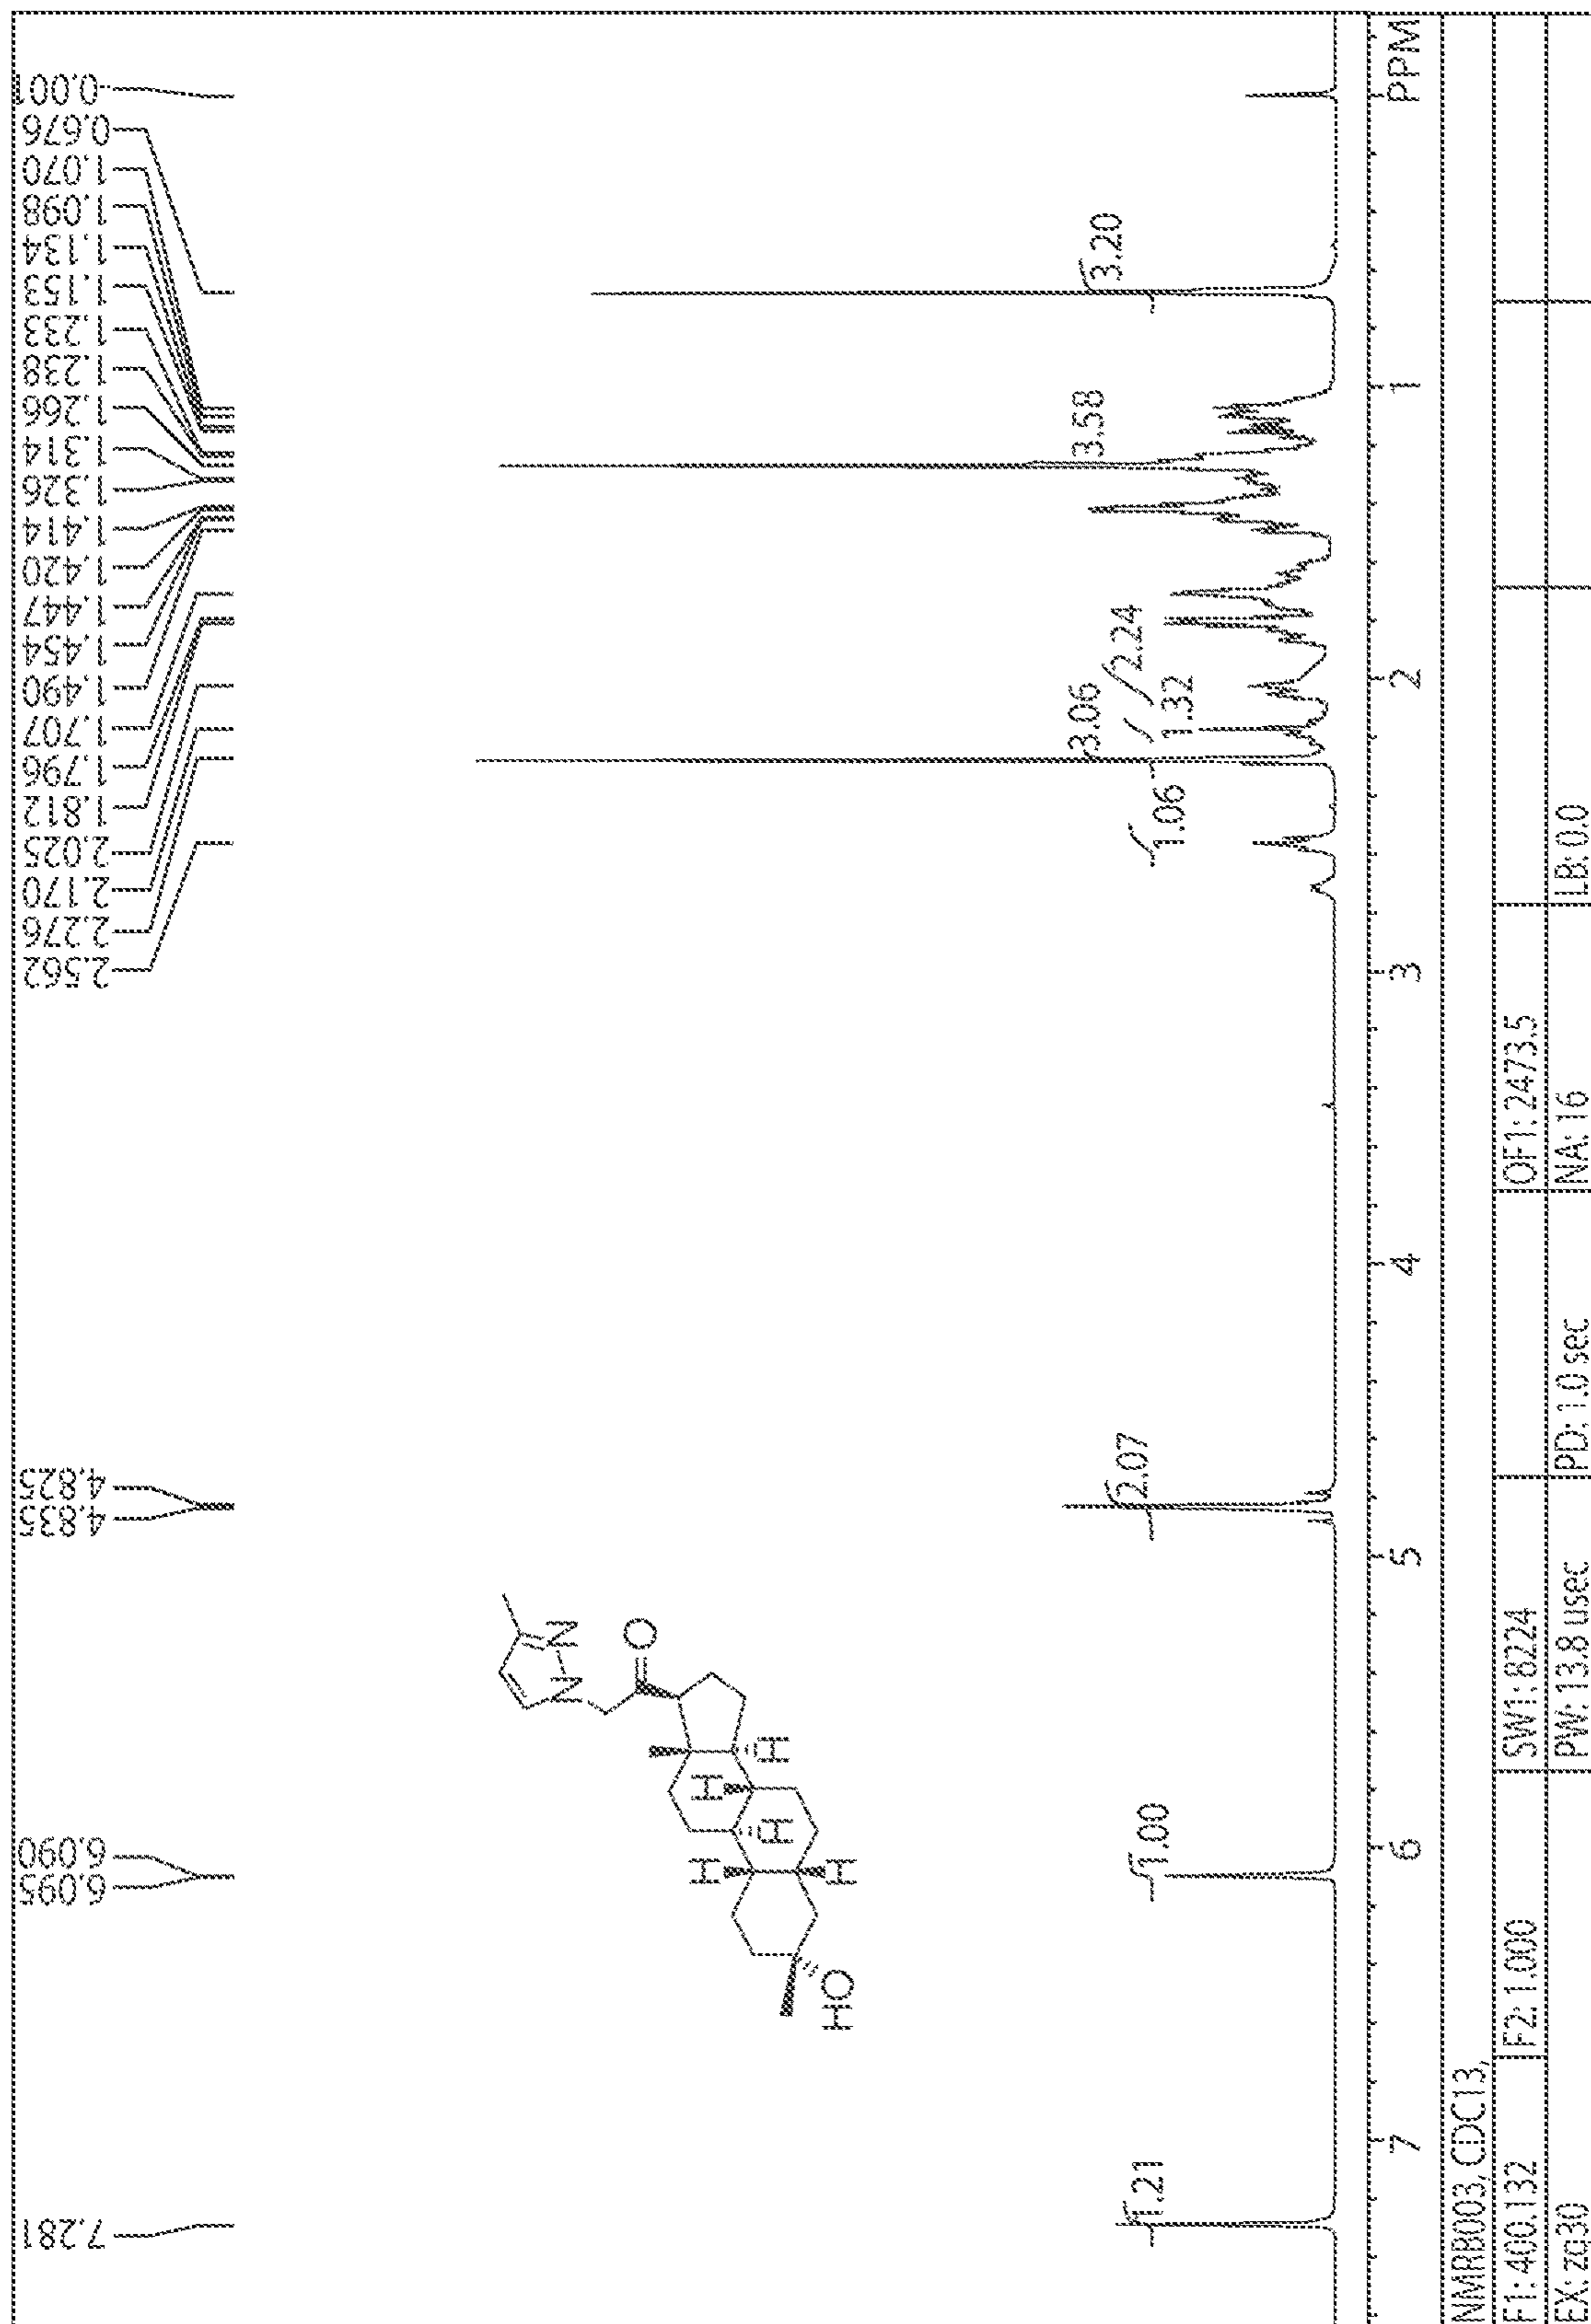 7.281
6.095
6.090
4.835
4.825
2.562
2.276
2.170
2.025
1.812
1.796
1.707
1.490
1.454
1.447
1.420
1.414
1.326
1.314
1.266
1.238
1.233
1.153
1.134
1.098
1.070
0.676
0.001
N
N
O
H
H
H
H
H
HO
1.21
1.00
2.07
1.06
3.06
1.32
2.24
3.58
3.20
7 6 5 4 3 2 1 PPM
NMRB003, CDC13,
F1: 400.132 F2: 1.000 SW1: 8224 OF1: 2473.5
EX: zg30 PW: 13.8 usec PD: 1.0 sec NA: 16 LB: 0.0